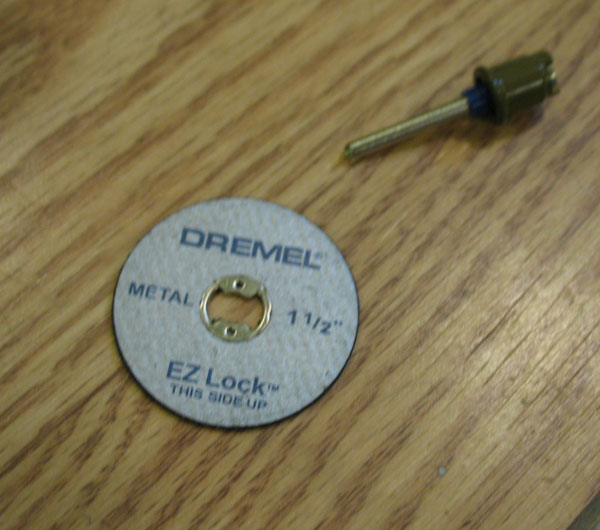 DREMEL®
METAL 1 1/2"
EZ Lock™
THIS SIDE UP